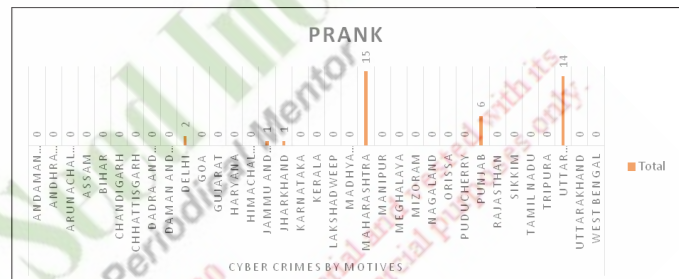 PRANK
0
0
0
0
0
0
0
0
0
2
0
0
0
0
1
1
0
0
0
0
15
0
0
0
0
0
0
6
0
0
0
0
14
0
0
ANDAMAN...
ANDHRA...
ARUNACHAL...
ASSAM
BIHAR
CHANDIGARH
CHHATTISGARH
DADRA AND...
DAMAN AND...
DELHI
GOA
GUJARAT
HARYANA
HIMACHAL...
JAMMU AND...
JHARKHAND
KARNATAKA
KERALA
LAKSHADWEEP
MADHYA...
MAHARASHTRA
MANIPUR
MEGHALAYA
MIZORAM
NAGALAND
ORISSA
PUDUCHERRY
PUNJAB
RAJASTHAN
SIKKIM
TAMIL NADU
TRIPURA
UTTAR...
UTTARAKHAND
WEST BENGAL
Total
CYBER CRIMES BY MOTIVES
Periodic Mentor